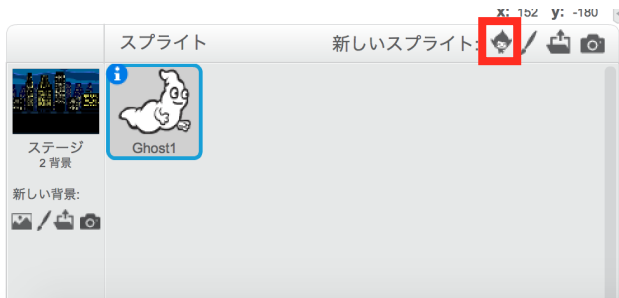 x: 152 y: -180
スプライト
新しいスプライト:
Ghost1
ステージ
2 背景
新しい背景: